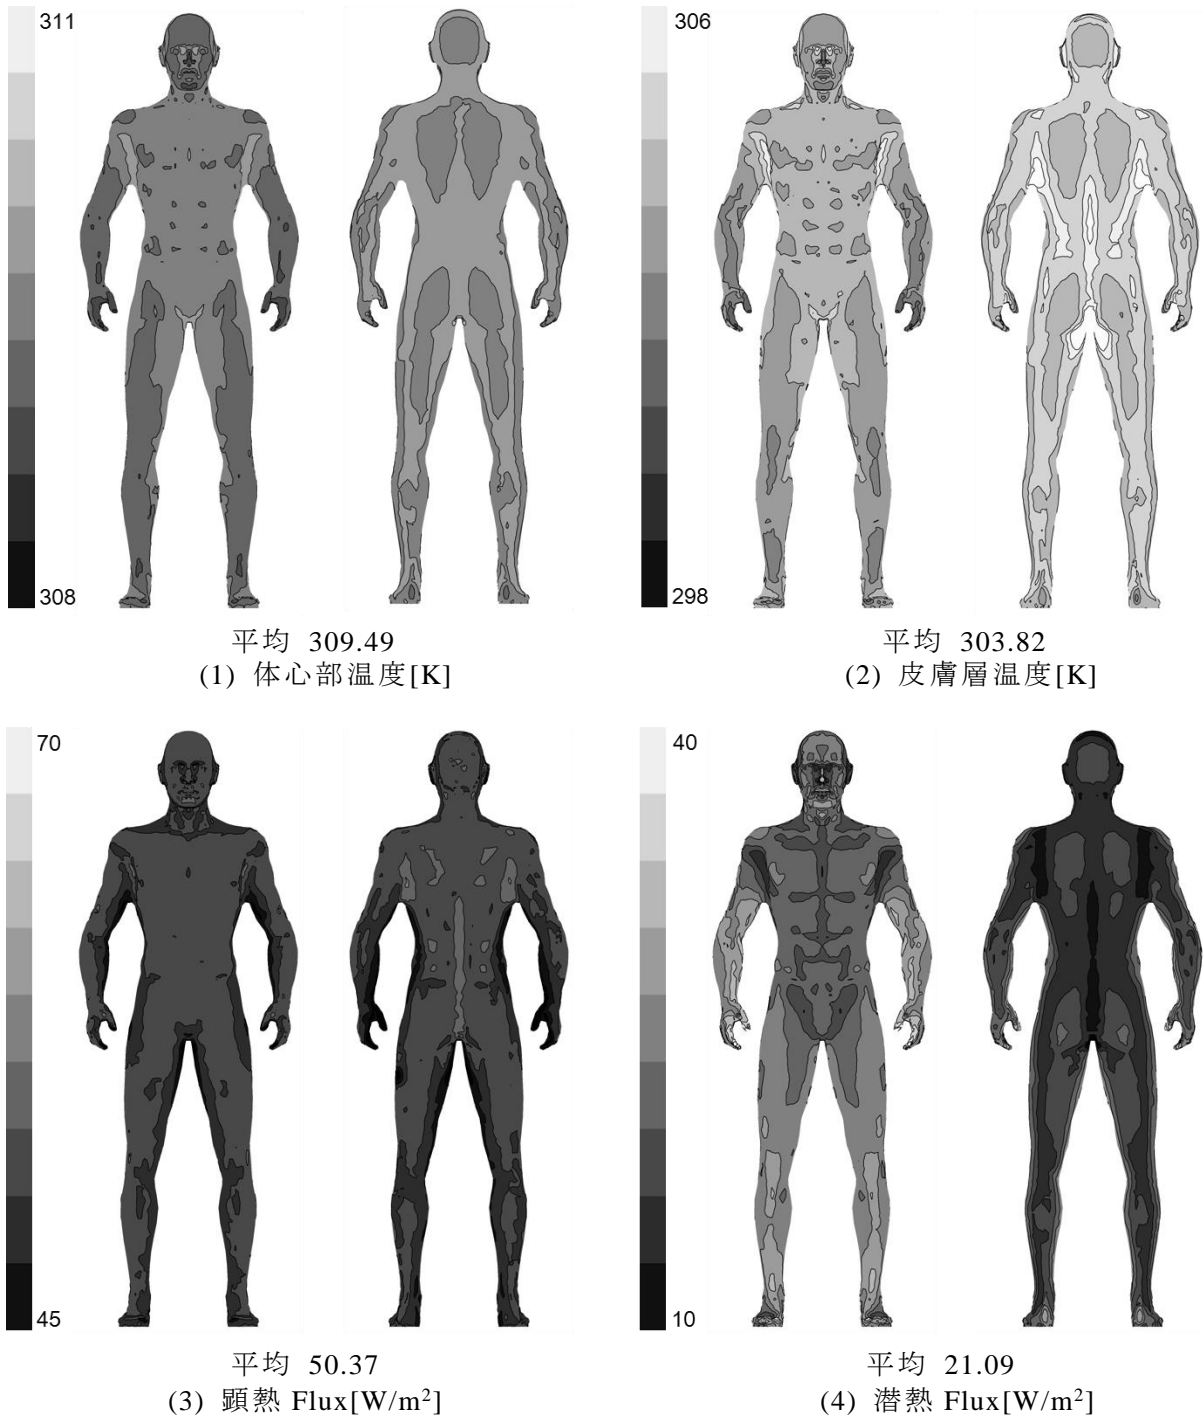 311
308
平均 309.49
(1) 体心部温度[K]
306
298
平均 303.82
(2) 皮膚層温度[K]
70
45
平均 50.37
(3) 顕熱 Flux[W/m²]
40
10
平均 21.09
(4) 潜熱 Flux[W/m²]